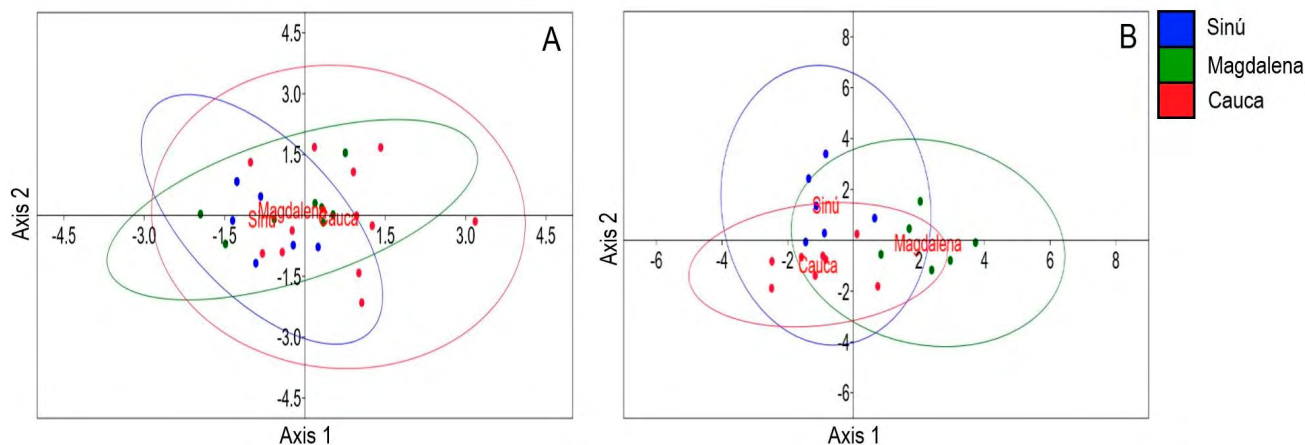 A
Axis 2
4.5
3.0
1.5
-4.5 -3.0 -1.5 1.5 3.0 4.5
Magdalena
Sinú Cauca
-1.5
-3.0
-4.5
Axis 1
B
Axis 2
8
6
4
2
-6 -4 -2 2 4 6 8
Sinú
Magdalena
Cauca
-2
-4
-6
Axis 1
Sinú
Magdalena
Cauca